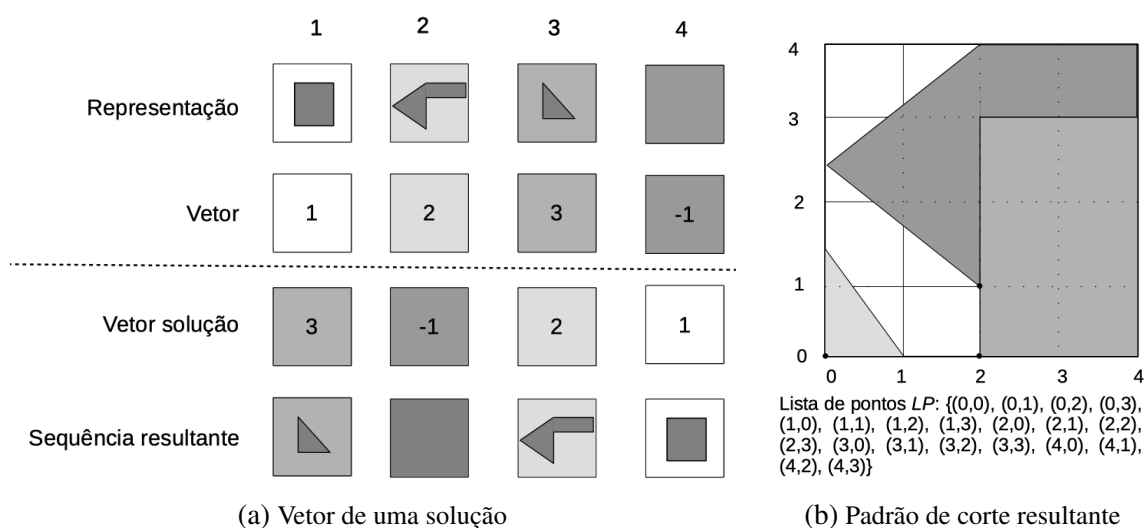 1 2 3 4
Representação
Vetor 1 2 3 -1
Vetor solução 3 -1 2 1
Sequência resultante
(a) Vetor de uma solução
4
3
2
1
0
0 1 2 3 4
Lista de pontos LP: {(0,0), (0,1), (0,2), (0,3),
(1,0), (1,1), (1,2), (1,3), (2,0), (2,1), (2,2),
(2,3), (3,0), (3,1), (3,2), (3,3), (4,0), (4,1),
(4,2), (4,3)}
(b) Padrão de corte resultante